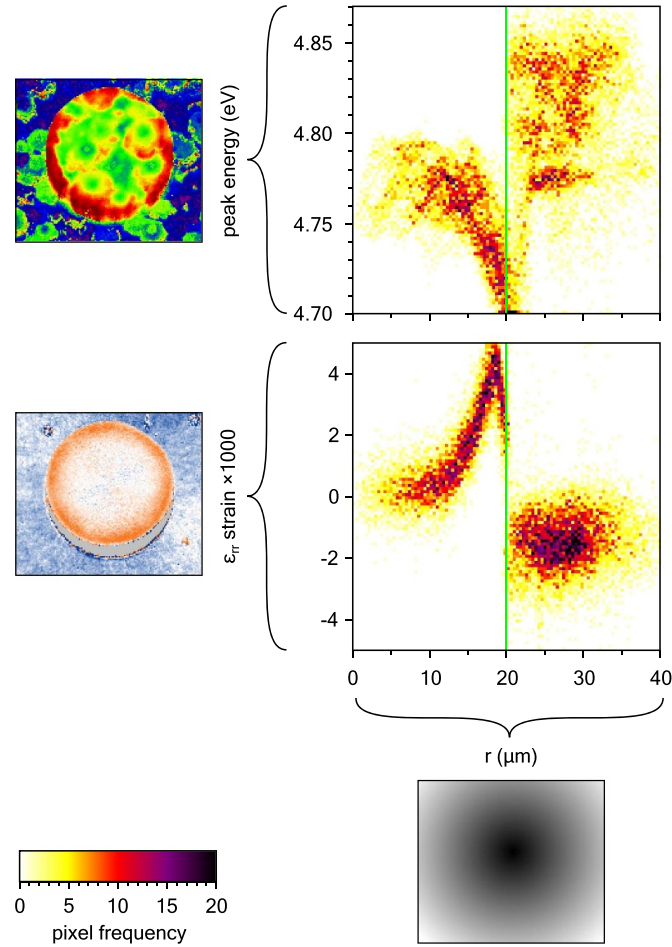 4.85
4.80
4.75
4.70
peak energy (eV)
4
2
0
-2
-4
εrr strain ×1000
0 10 20 30 40
r (µm)
0 5 10 15 20
pixel frequency